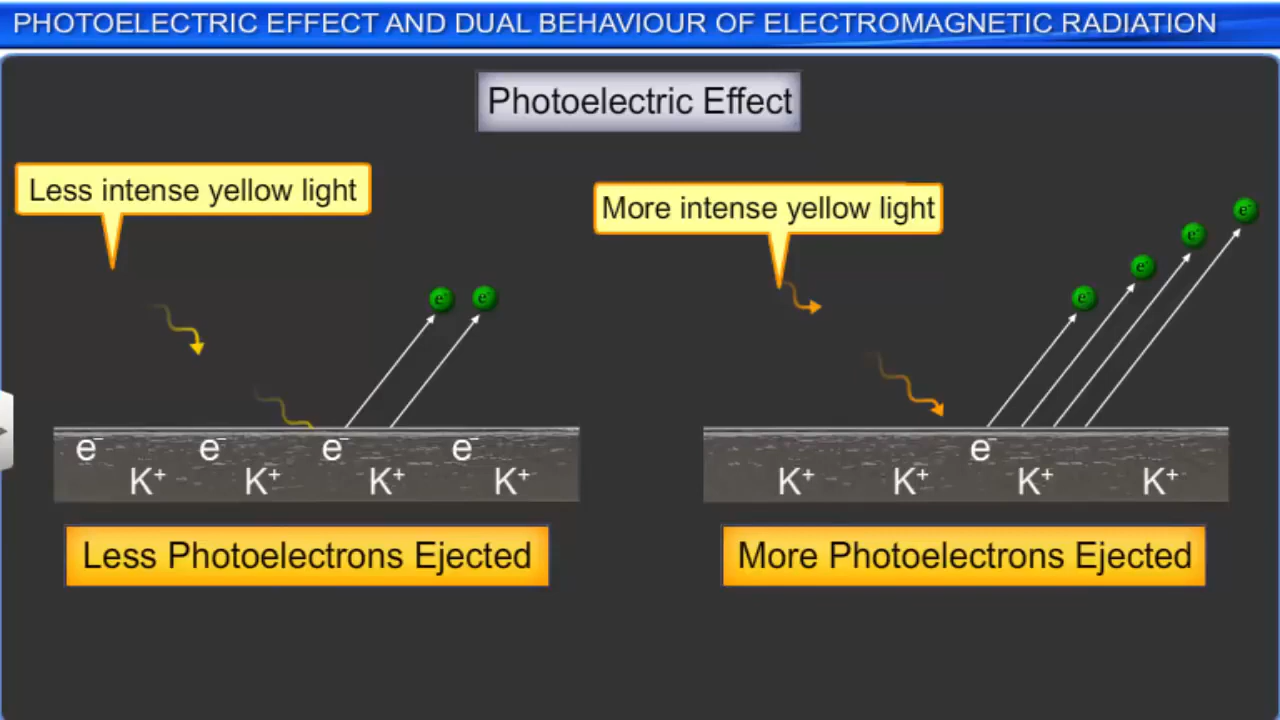 PHOTOELECTRIC EFFECT AND DUAL BEHAVIOUR OF ELECTROMAGNETIC RADIATION
Photoelectric Effect
Less intense yellow light
More intense yellow light
e⁻ e⁻
e⁻ e⁻ e⁻ e⁻
e⁻ e⁻ e⁻ e⁻
K⁺ K⁺ K⁺ K⁺
e⁻
K⁺ K⁺ K⁺ K⁺
Less Photoelectrons Ejected
More Photoelectrons Ejected